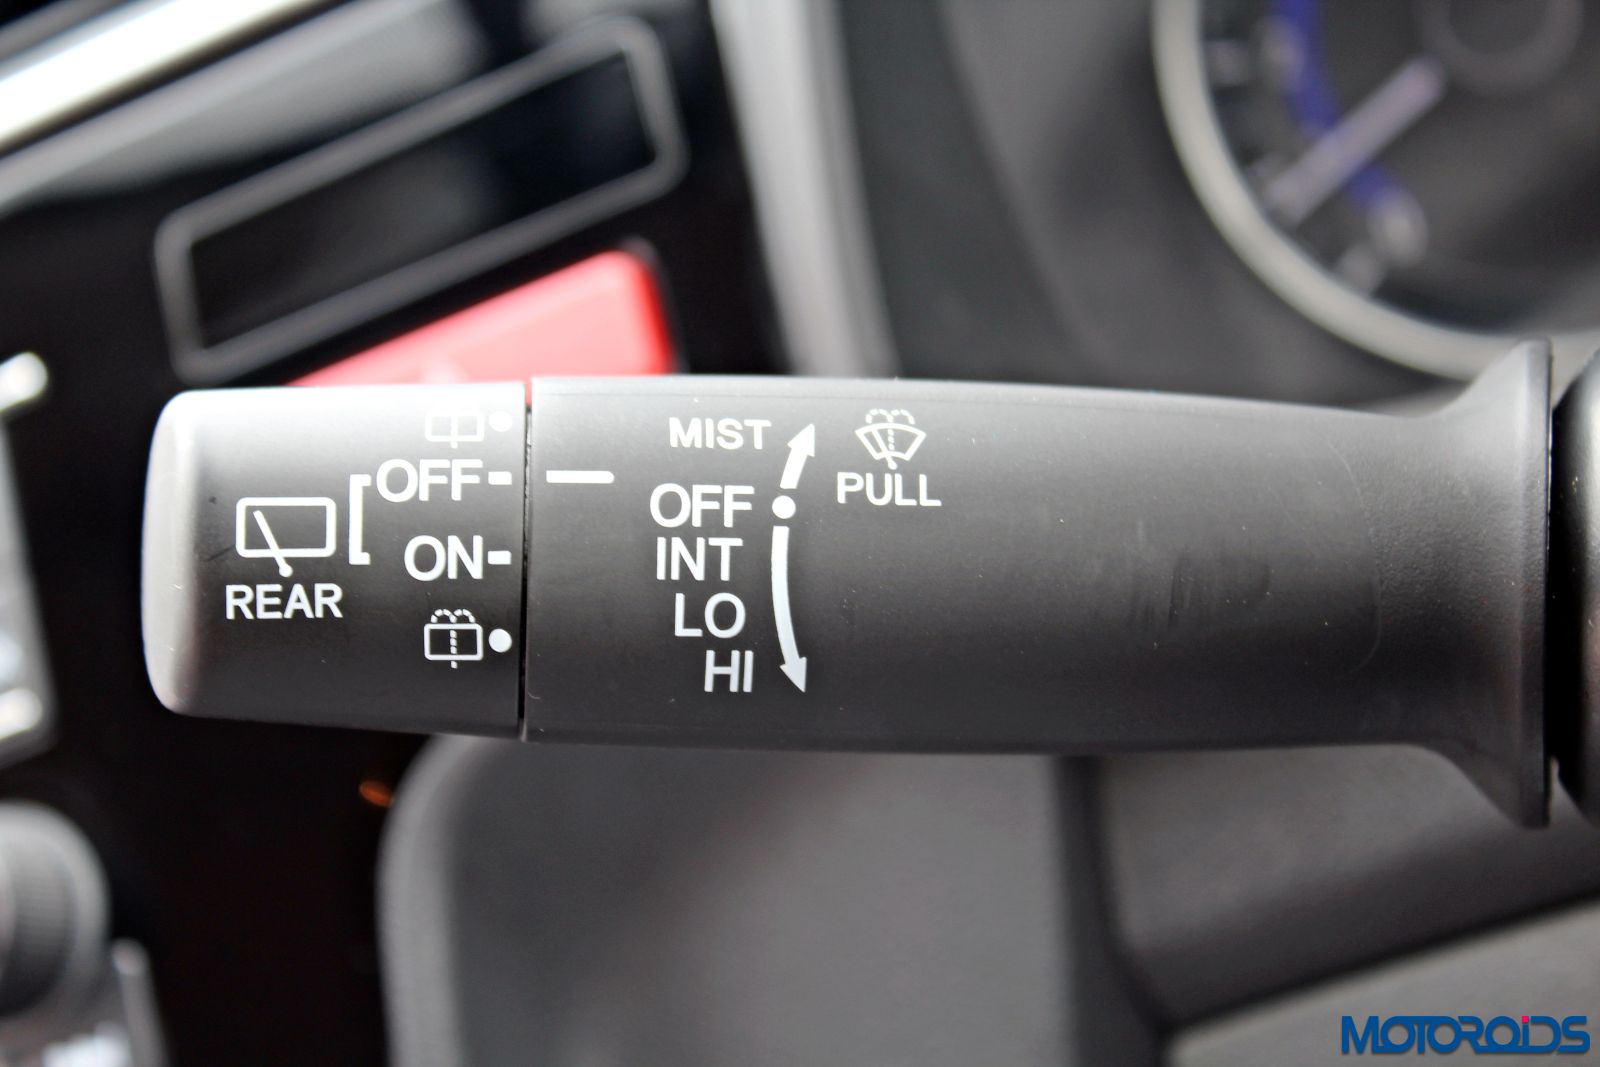 MIST
PULL
OFF
ON
REAR
OFF
INT
LO
HI
MOTOROIDS